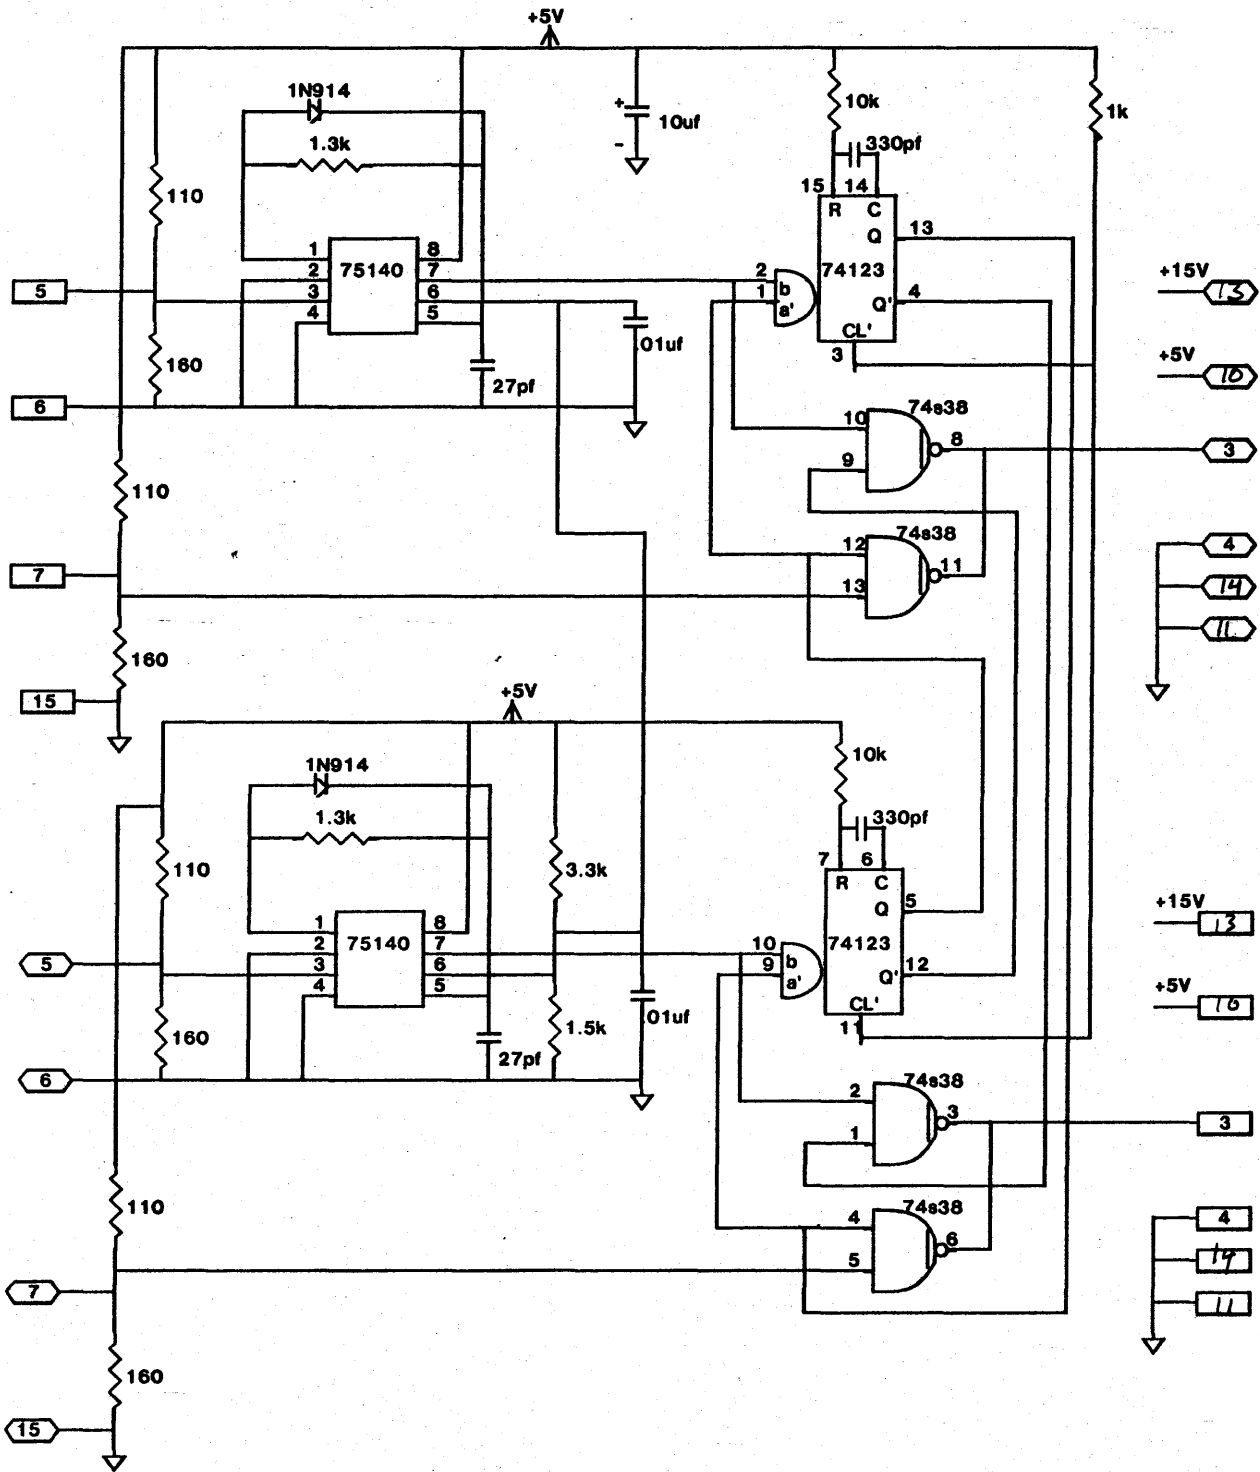 +5V
1N914
1.3k
110
10uf
+
-
10k
330pf
1k
15 14
R C
Q 13
74123
Q' 4
CL'
3
2 b
1 a'
1 8
2 7
3 6
4 5
75140
5
160
27pf
.01uf
6
+15V 13
+5V 10
74s38
10
9
8
3
110
74s38
12
13
11
7
4
14
11
160
15
+5V
1N914
1.3k
110
3.3k
10k
330pf
7 6
R C
Q 5
74123
Q' 12
CL'
11
10 b
9 a'
1 8
2 7
3 6
4 5
75140
5
160
27pf
1.5k
.01uf
6
+15V 13
+5V 10
74s38
2
1
3
3
110
74s38
4
5
6
7
4
14
11
160
15